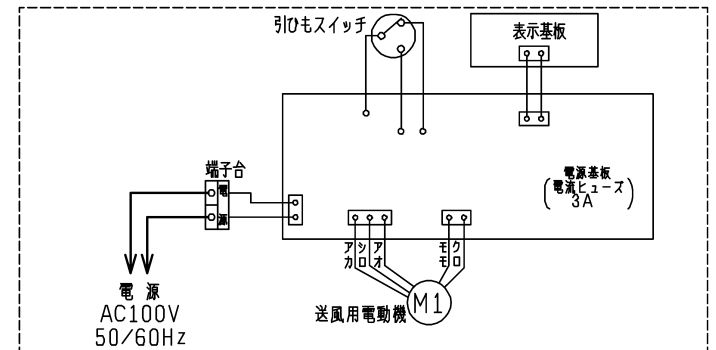 引ひもスイッチ
表示基板
端子台
電
源
電源基板
(電流ヒューズ)
3A
アカ
シロ
アオ
モモ
クロ
送風用電動機
M1
電 源
AC100V
50/60Hz